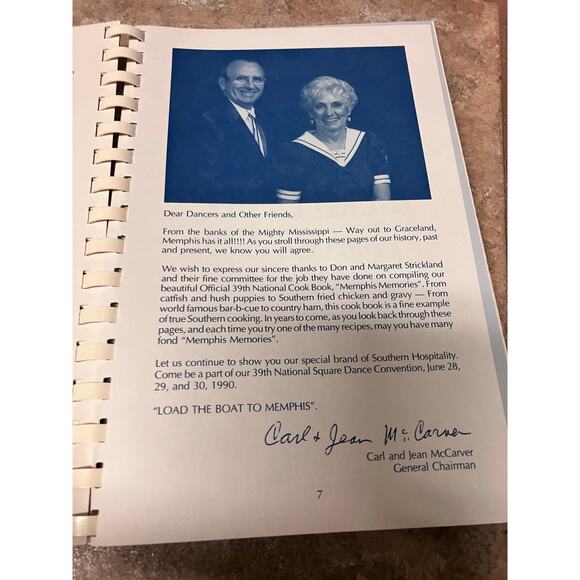 Dear Dancers and Other Friends,
From the banks of the Mighty Mississippi — Way out to Graceland,
Memphis has it all!!!! As you stroll through these pages of our history, past
and present, we know you will agree.
We wish to express our sincere thanks to Don and Margaret Strickland
and their fine committee for the job they have done on compiling our
beautiful Official 39th National Cook Book, "Memphis Memories". From
catfish and hush puppies to Southern fried chicken and gravy — From
world famous bar-b-cue to country ham, this cook book is a fine example
of true Southern cooking. In years to come, as you look back through these
pages, and each time you try one of the many recipes, may you have many
fond "Memphis Memories".
Let us continue to show you our special brand of Southern Hospitality.
Come be a part of our 39th National Square Dance Convention, June 28,
29, and 30, 1990.
"LOAD THE BOAT TO MEMPHIS".
Carl + Jean McCarver
Carl and Jean McCarver
General Chairman
7